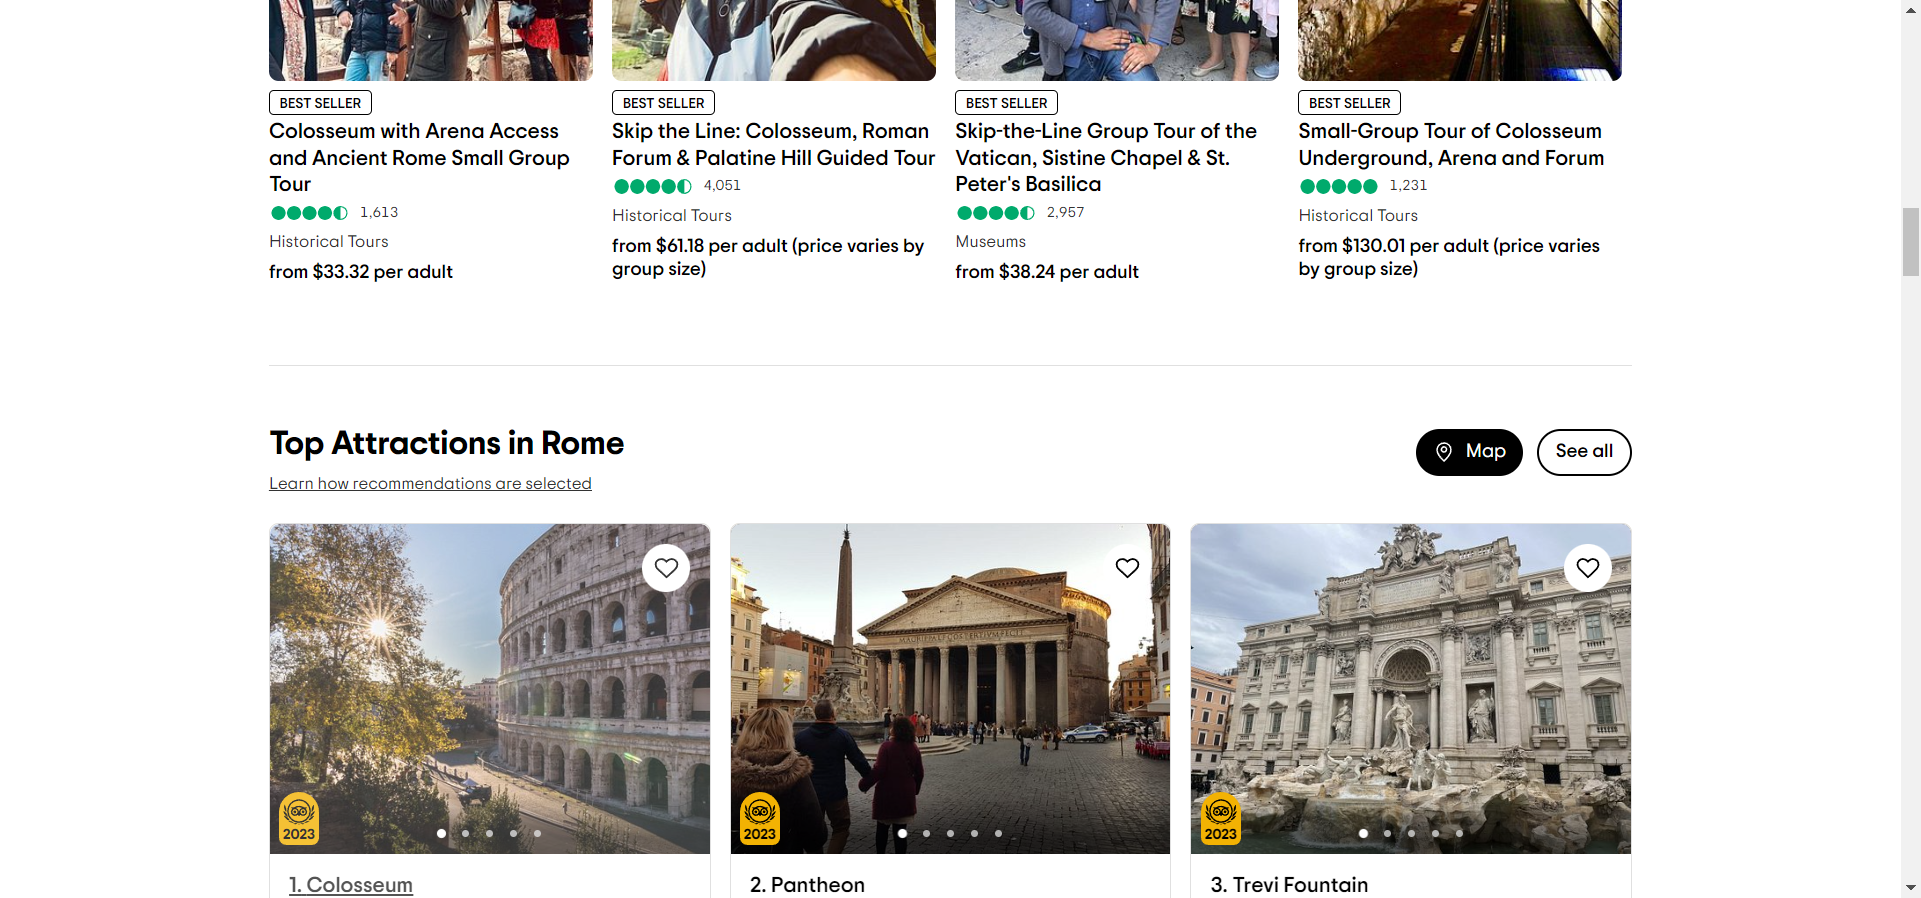 BEST SELLER
Colosseum with Arena Access
and Ancient Rome Small Group
Tour
1,613
Historical Tours
from $33.32 per adult
BEST SELLER
Skip the Line: Colosseum, Roman
Forum & Palatine Hill Guided Tour
4,051
Historical Tours
from $61.18 per adult (price varies by
group size)
BEST SELLER
Skip-the-Line Group Tour of the
Vatican, Sistine Chapel & St.
Peter's Basilica
2,957
Museums
from $38.24 per adult
BEST SELLER
Small-Group Tour of Colosseum
Underground, Arena and Forum
1,231
Historical Tours
from $130.01 per adult (price varies
by group size)
Top Attractions in Rome
Learn how recommendations are selected
Map
See all
2023
1. Colosseum
2023
2. Pantheon
2023
3. Trevi Fountain